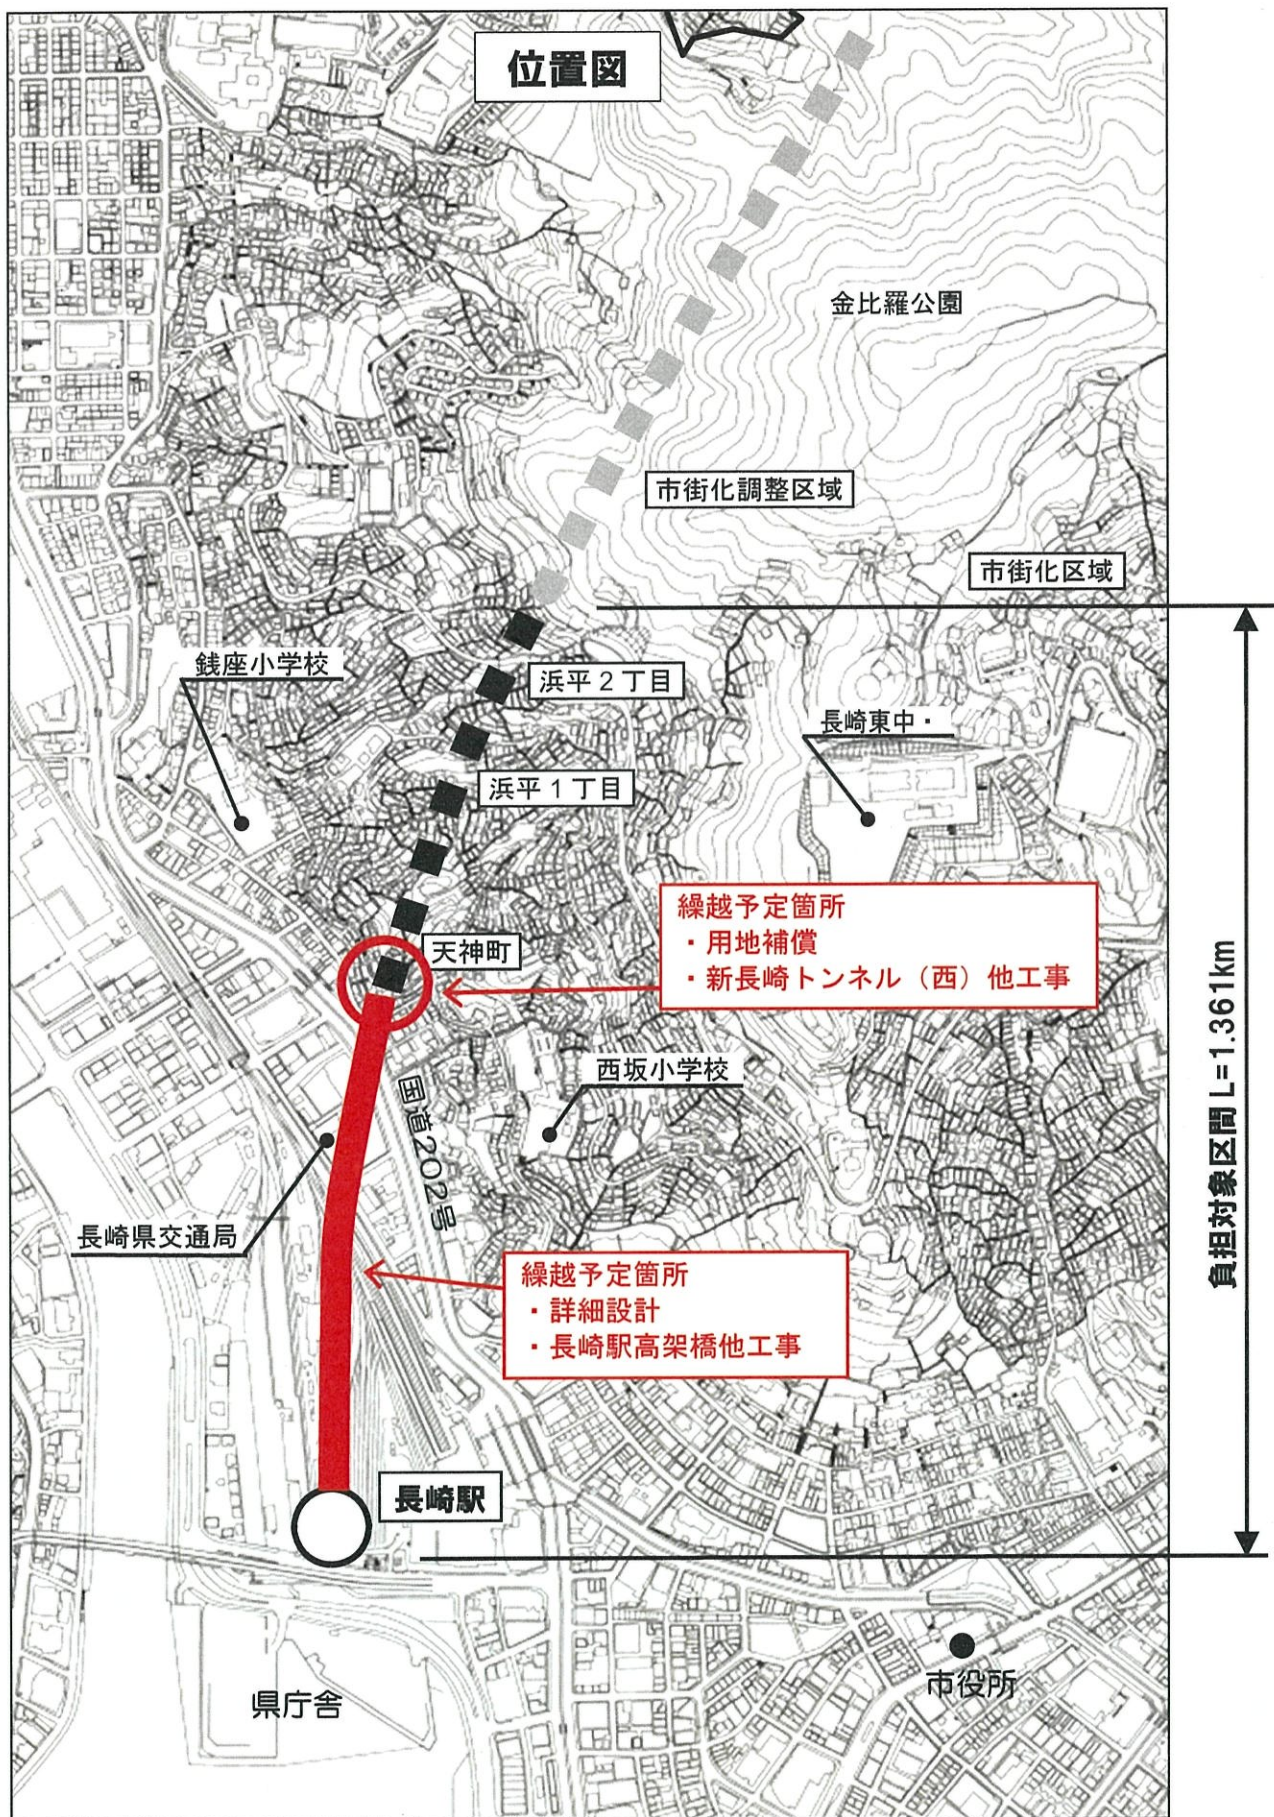 位置図
金比羅公園
市街化調整区域
市街化区域
銭座小学校
浜平２丁目
長崎東中・
浜平１丁目
繰越予定箇所
・用地補償
・新長崎トンネル（西）他工事
天神町
負担対象区間 L＝1.361km
西坂小学校
国道202号
長崎県交通局
繰越予定箇所
・詳細設計
・長崎駅高架橋他工事
長崎駅
県庁舎
市役所